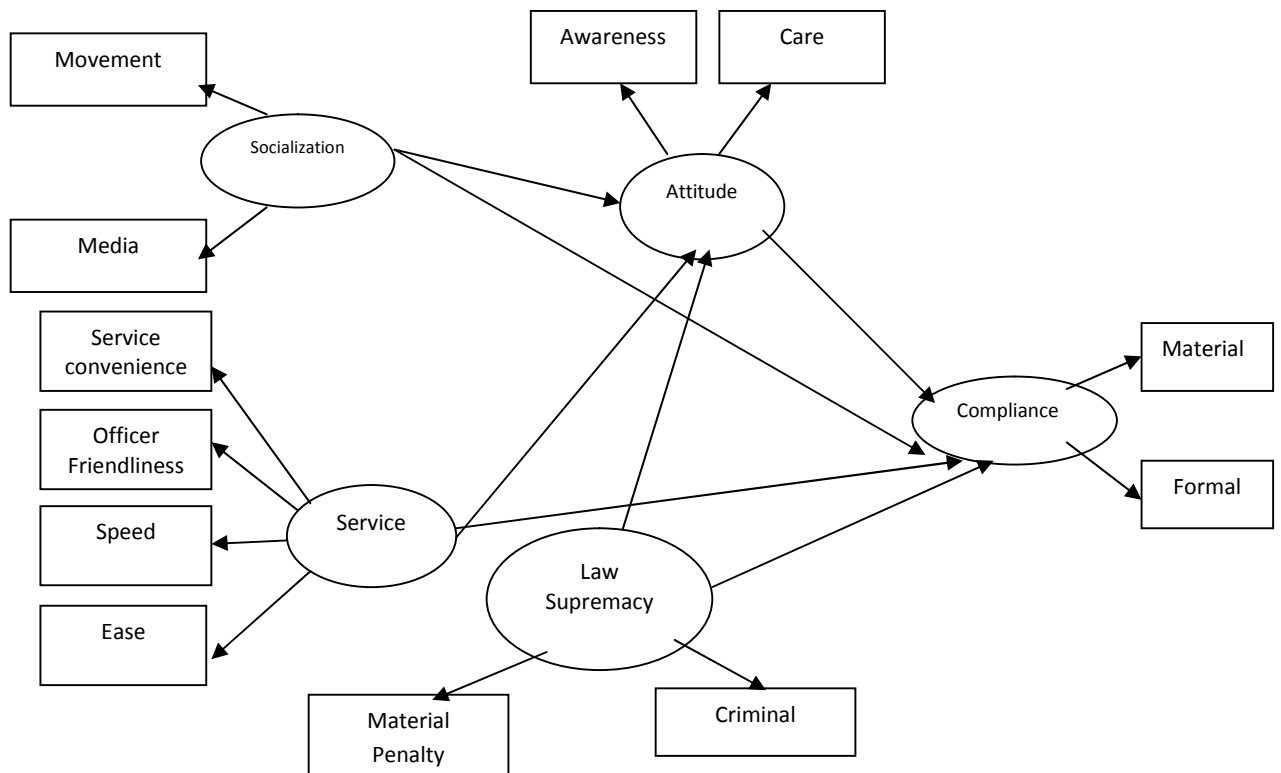 Awareness
Care
Movement
Socialization
Attitude
Media
Service
convenience
Material
Compliance
Officer
Friendliness
Formal
Service
Speed
Law
Supremacy
Ease
Criminal
Material
Penalty